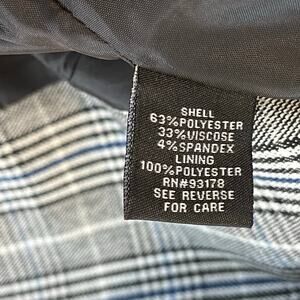 SHELL
63%POLYESTER
33%VISCOSE
4%SPANDEX
LINING
100%POLYESTER
RN#93178
SEE REVERSE
FOR CARE